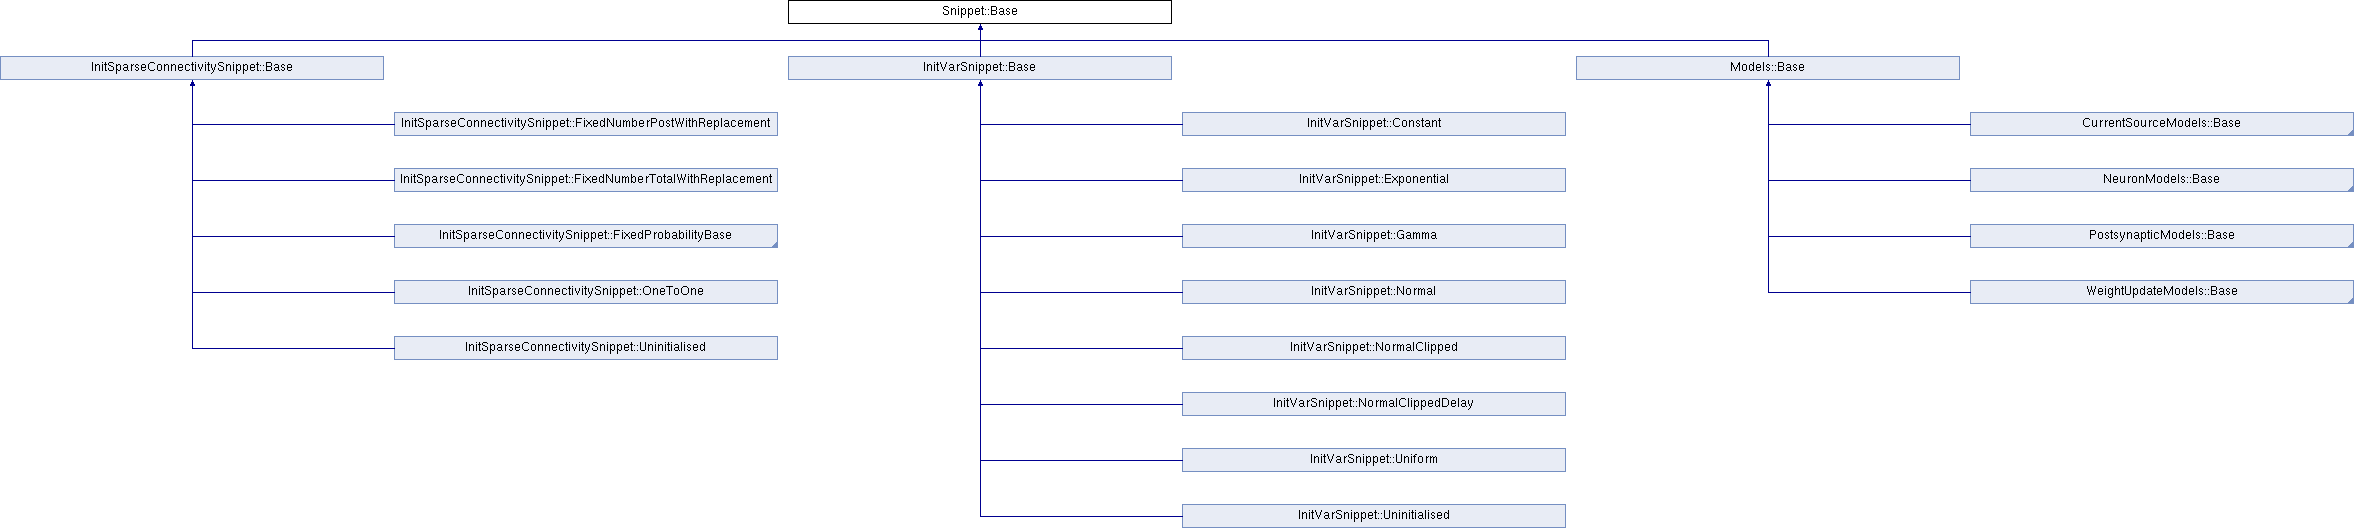 Snippet::Base
InitSparseConnectivitySnippet::Base
InitVarSnippet::Base
Models::Base
InitSparseConnectivitySnippet::FixedNumberPostWithReplacement
InitVarSnippet::Constant
CurrentSourceModels::Base
InitSparseConnectivitySnippet::FixedNumberTotalWithReplacement
InitVarSnippet::Exponential
NeuronModels::Base
InitSparseConnectivitySnippet::FixedProbabilityBase
InitVarSnippet::Gamma
PostsynapticModels::Base
InitSparseConnectivitySnippet::OneToOne
InitVarSnippet::Normal
WeightUpdateModels::Base
InitSparseConnectivitySnippet::Uninitialised
InitVarSnippet::NormalClipped
InitVarSnippet::NormalClippedDelay
InitVarSnippet::Uniform
InitVarSnippet::Uninitialised